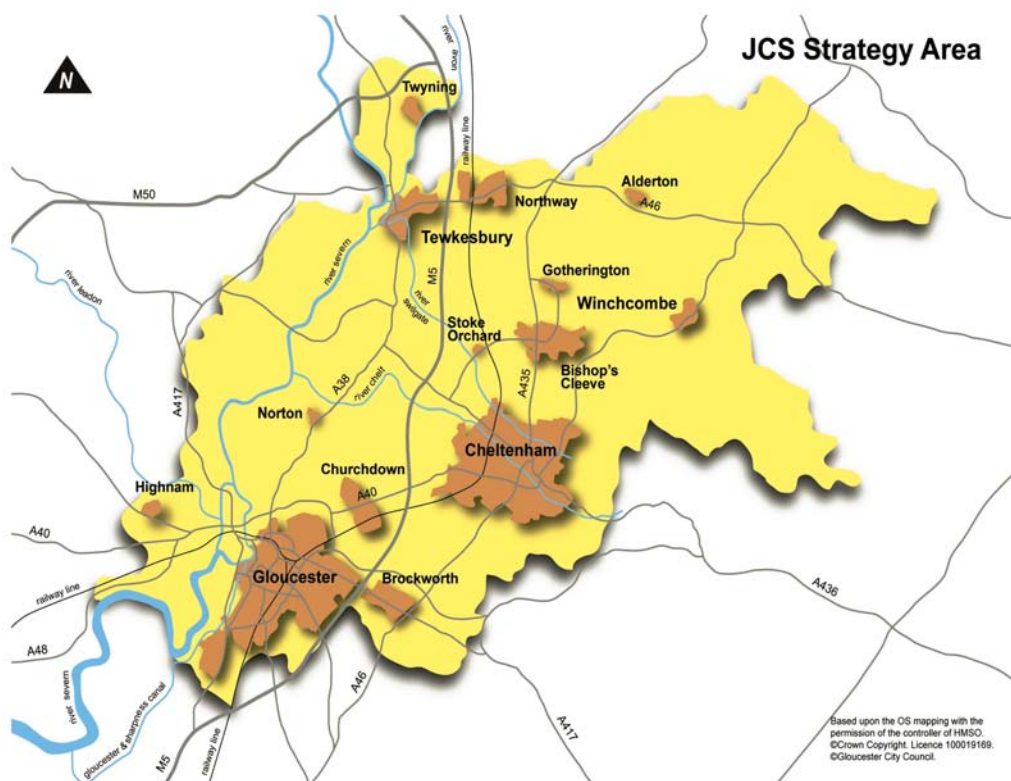 JCS Strategy Area
N
river avon
Twyning
railway line
M50
Alderton
A46
Northway
Tewkesbury
river severn
M5
river leadon
Gotherington
river swilgate
Winchcombe
Stoke
Orchard
Bishop's
Cleeve
A435
A417
A38
river chelt
Norton
Cheltenham
Churchdown
A40
Highnam
A40
Gloucester
Brockworth
railway line
A436
A48
river severn
gloucester & sharpness canal
M5
railway line
A46
A417
Based upon the OS mapping with the
permission of the controller of HMSO.
©Crown Copyright. Licence 100019169.
©Gloucester City Council.